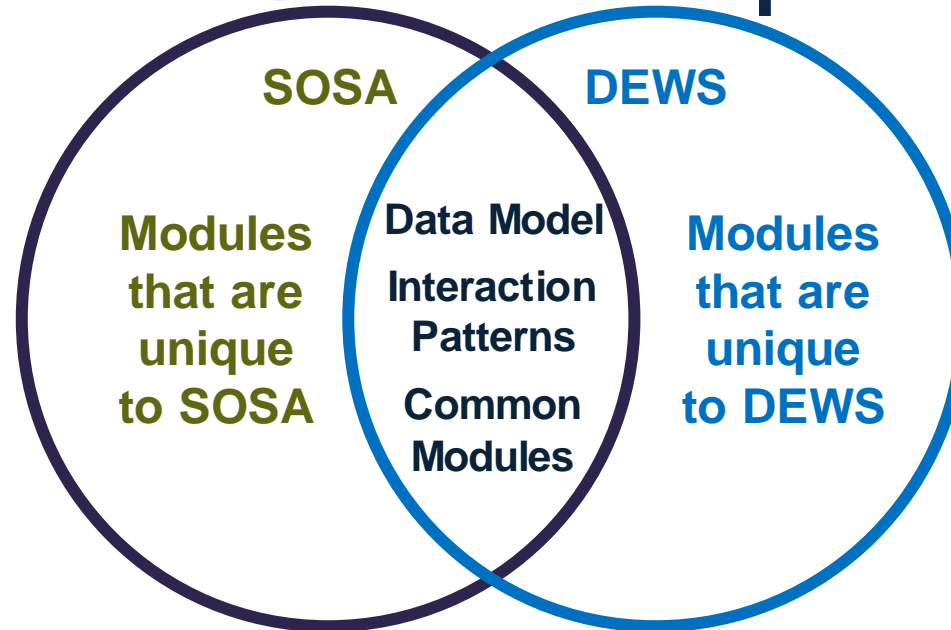 SOSA
DEWS
Modules
that are
unique
to SOSA
Data Model
Interaction
Patterns
Common
Modules
Modules
that are
unique
to DEWS